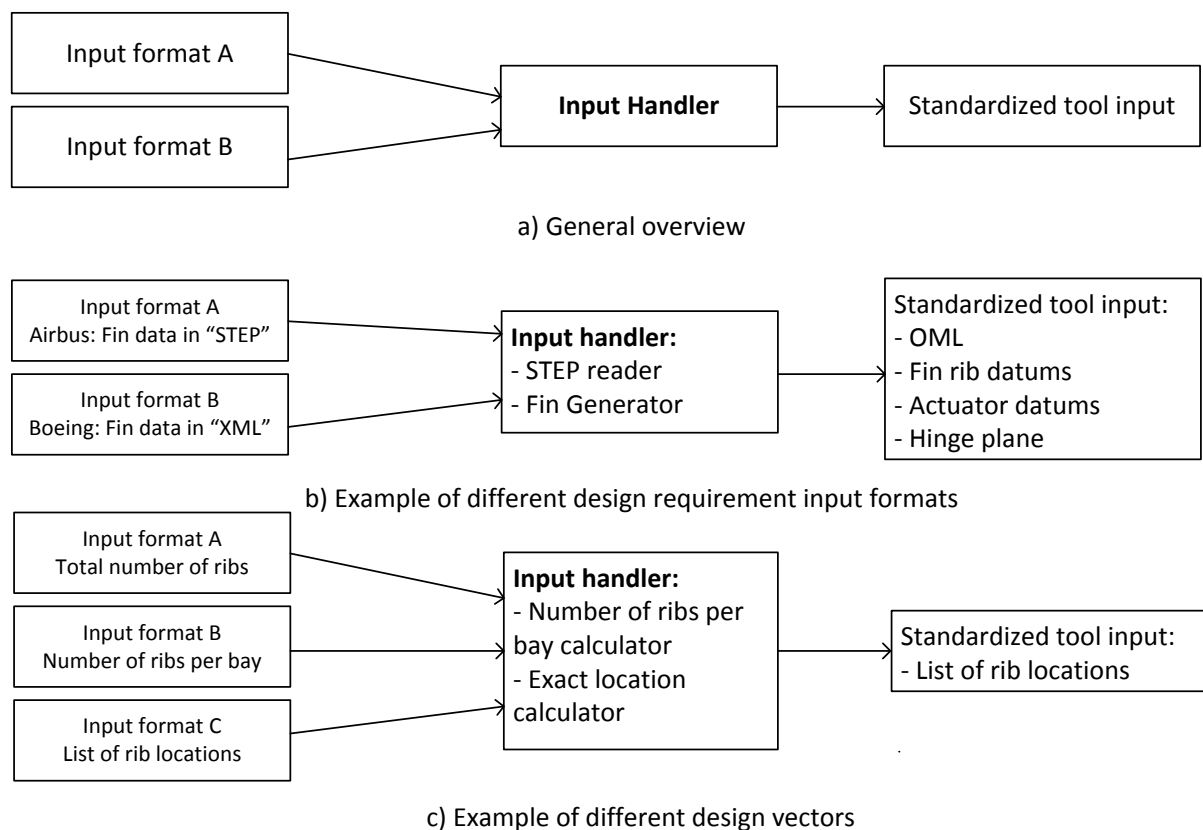 Input format A
Input format B
Input Handler
Standardized tool input
a) General overview
Input format A
Airbus: Fin data in “STEP”
Input format B
Boeing: Fin data in “XML”
Input handler:
- STEP reader
- Fin Generator
Standardized tool input:
- OML
- Fin rib datums
- Actuator datums
- Hinge plane
b) Example of different design requirement input formats
Input format A
Total number of ribs
Input format B
Number of ribs per bay
Input format C
List of rib locations
Input handler:
- Number of ribs per
bay calculator
- Exact location
calculator
Standardized tool input:
- List of rib locations
c) Example of different design vectors